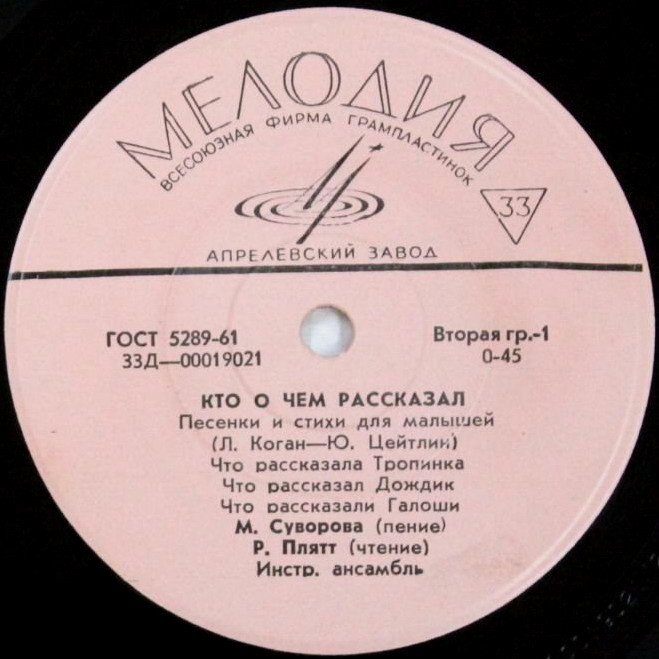 МЕЛОДИЯ
ВСЕСОЮЗНАЯ ФИРМА ГРАМПЛАСТИНОК
33
АПРЕЛЕВСКИЙ ЗАВОД
ГОСТ 5289-61
33Д—00019021
Вторая гр.-1
0-45
КТО О ЧЕМ РАССКАЗАЛ
Песенки и стихи для малышей
(Л. Коган—Ю. Цейтлин)
Что рассказала Тропинка
Что рассказал Дождик
Что рассказали Галоши
М. Суворова (пение)
Р. Плятт (чтение)
Инстр. ансамбль